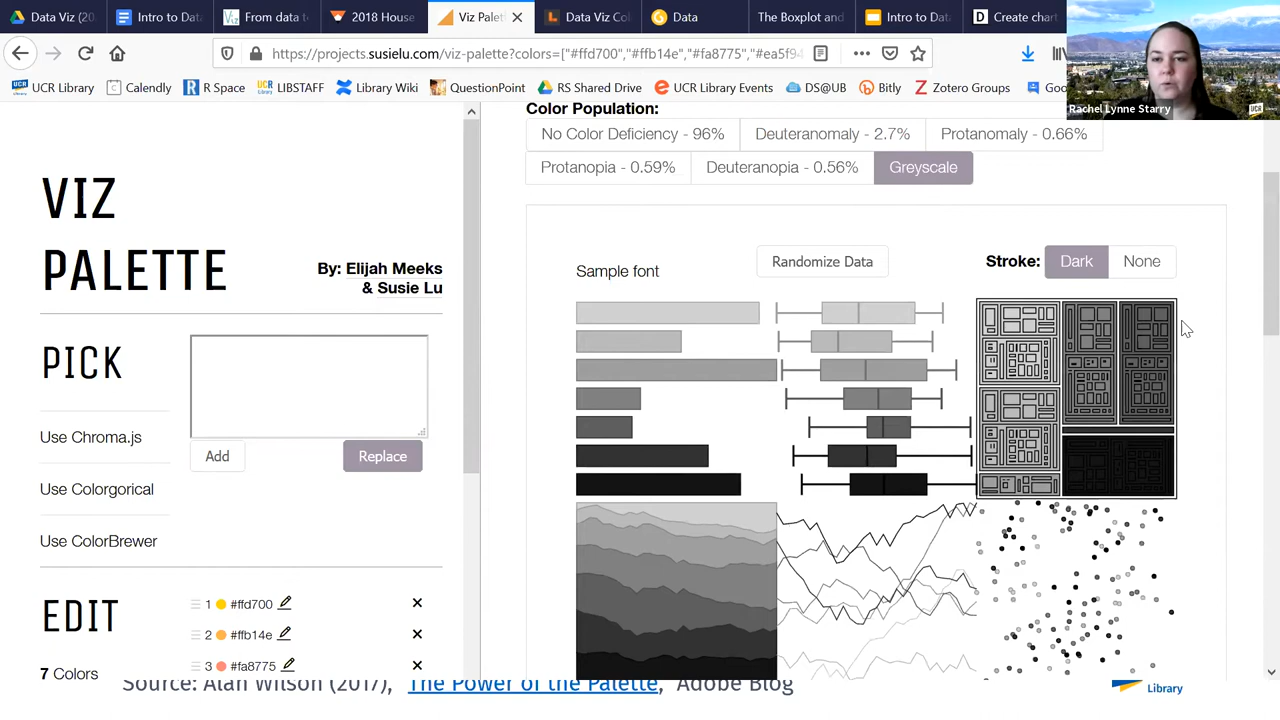 Data Viz (2
Intro to Dat
From data t
2018 House
Viz Palet
Data Viz Co
Data
The Boxplot and
Intro to Dat
Create chart
https://projects.susielu.com/viz-palette?colors=["#ffd700","#ffb14e","#fa8775","#ea5f94
UCR Library
Calendly
R Space
LIBSTAFF
Library Wiki
QuestionPoint
RS Shared Drive
UCR Library Events
DS@UB
Bitly
Zotero Groups
Goo
Rachel Lynne Starry
UCR
Color Population:
No Color Deficiency - 96%
Deuteranomaly - 2.7%
Protanomaly - 0.66%
Protanopia - 0.59%
Deuteranopia - 0.56%
Greyscale
VIZ
PALETTE
By: Elijah Meeks
& Susie Lu
Sample font
Randomize Data
Stroke:
Dark
None
PICK
Use Chroma.js
Add
Replace
Use Colorgorical
Use ColorBrewer
EDIT
1 #ffd700
2 #ffb14e
3 #fa8775
7 Colors
Source: Alan Wilson (2017), The Power of the Palette, Adobe Blog
Library